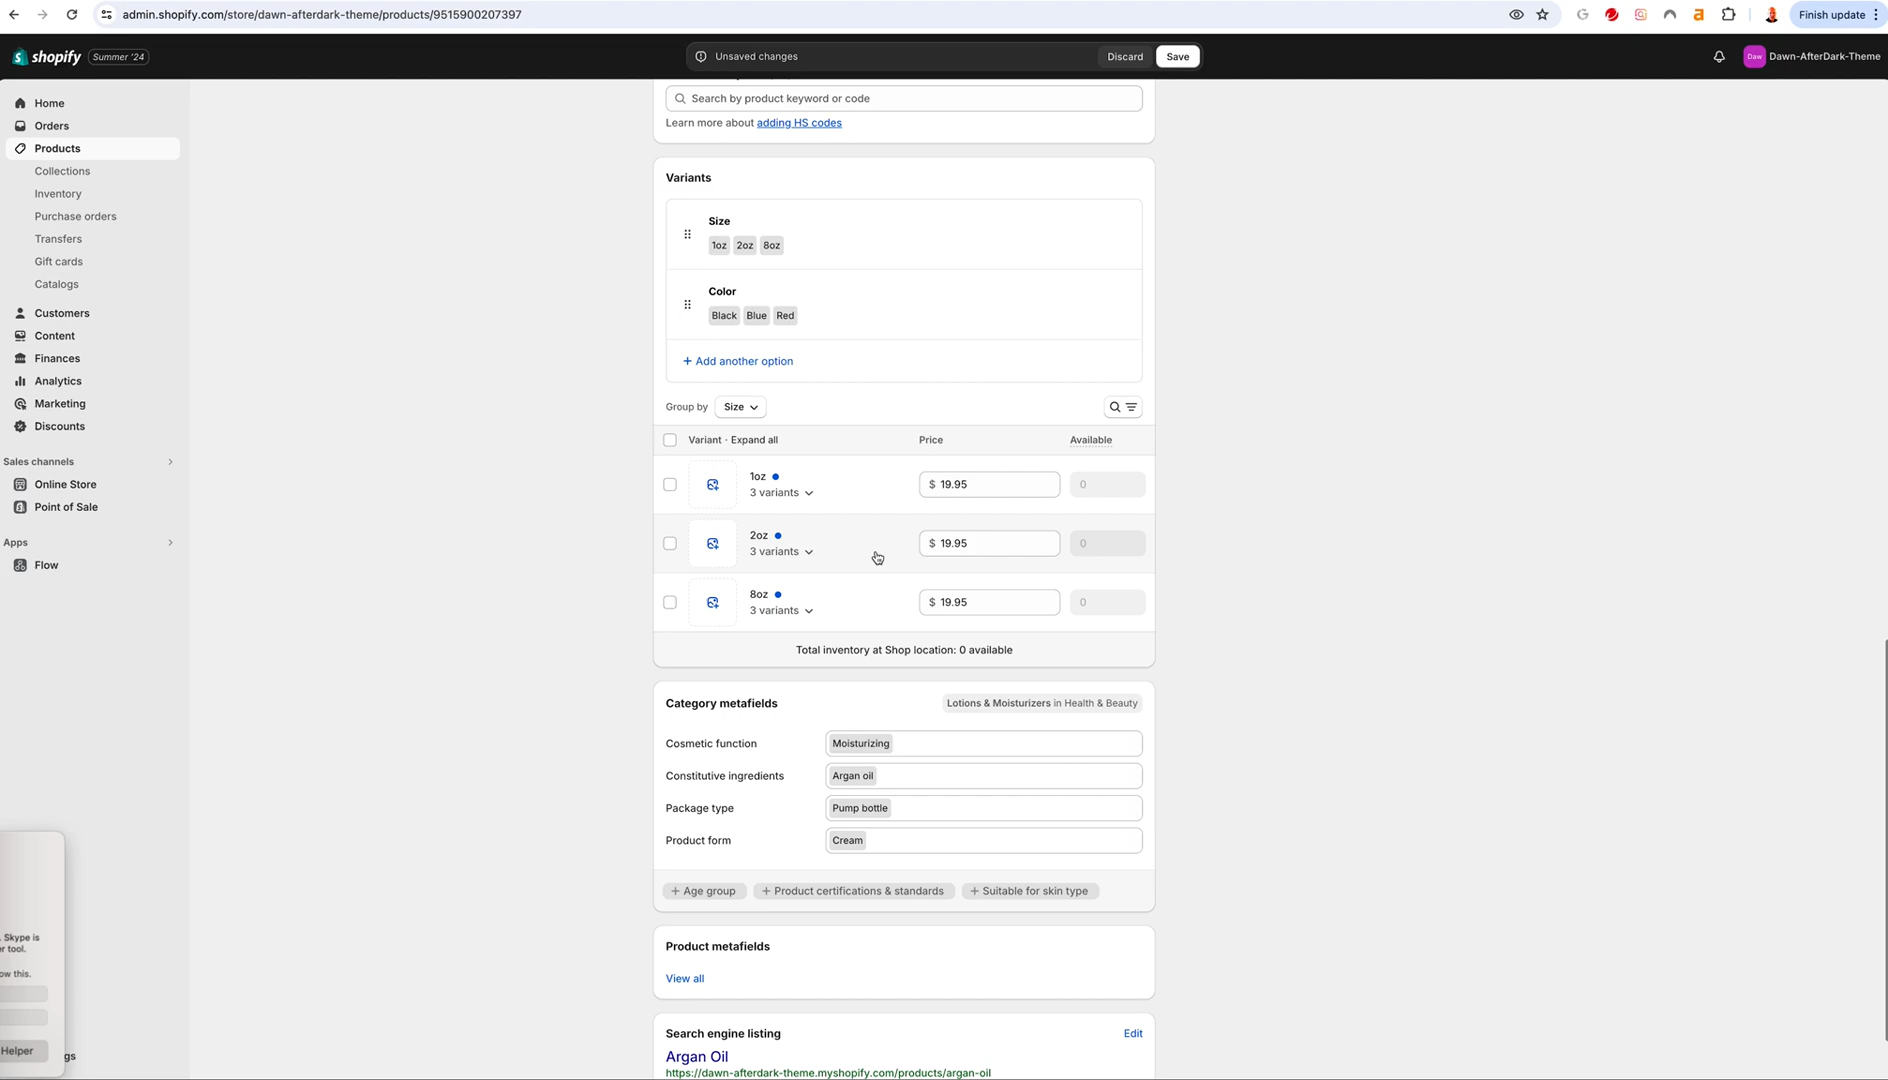 admin.shopify.com/store/dawn-afterdark-theme/products/9515900207397
Finish update
shopify
Summer '24
Unsaved changes
Discard
Save
Daw
Dawn-AfterDark-Theme
Home
Orders
Products
Collections
Inventory
Purchase orders
Transfers
Gift cards
Catalogs
Customers
Content
Finances
Analytics
Marketing
Discounts
Sales channels
Online Store
Point of Sale
Apps
Flow
. Skype is
er tool.
ow this.
Helper
gs
Search by product keyword or code
Learn more about adding HS codes
Variants
Size
1oz 2oz 8oz
Color
Black Blue Red
+ Add another option
Group by Size
Variant · Expand all Price Available
1oz
3 variants
$ 19.95
0
2oz
3 variants
$ 19.95
0
8oz
3 variants
$ 19.95
0
Total inventory at Shop location: 0 available
Category metafields
Lotions & Moisturizers in Health & Beauty
Cosmetic function Moisturizing
Constitutive ingredients Argan oil
Package type Pump bottle
Product form Cream
+ Age group + Product certifications & standards + Suitable for skin type
Product metafields
View all
Search engine listing
Edit
Argan Oil
https://dawn-afterdark-theme.myshopify.com/products/argan-oil